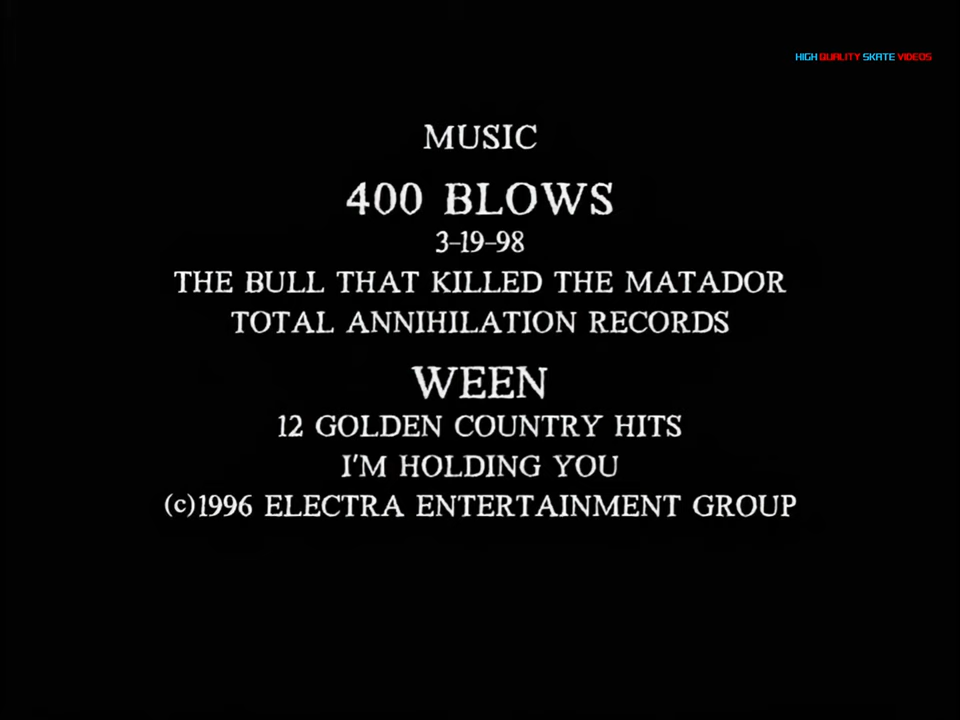 HIGH QUALITY SKATE VIDEOS
MUSIC
400 BLOWS
3-19-98
THE BULL THAT KILLED THE MATADOR
TOTAL ANNIHILATION RECORDS
WEEN
12 GOLDEN COUNTRY HITS
I'M HOLDING YOU
(c)1996 ELECTRA ENTERTAINMENT GROUP